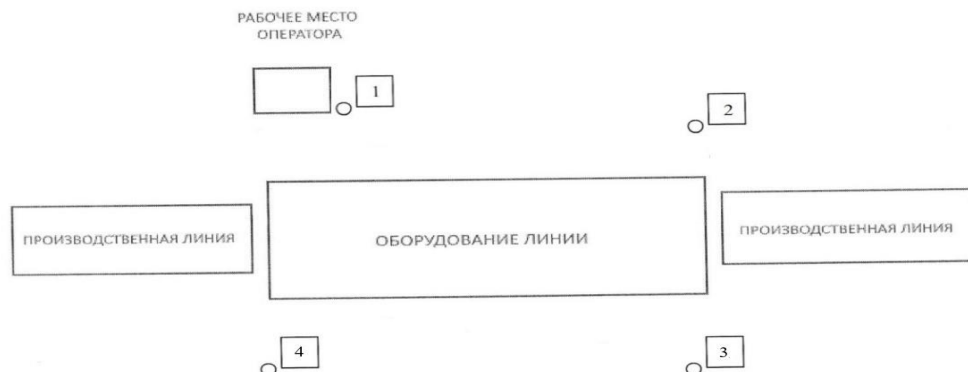 РАБОЧЕЕ МЕСТО
ОПЕРАТОРА
1
2
ПРОИЗВОДСТВЕННАЯ ЛИНИЯ
ОБОРУДОВАНИЕ ЛИНИИ
ПРОИЗВОДСТВЕННАЯ ЛИНИЯ
4
3